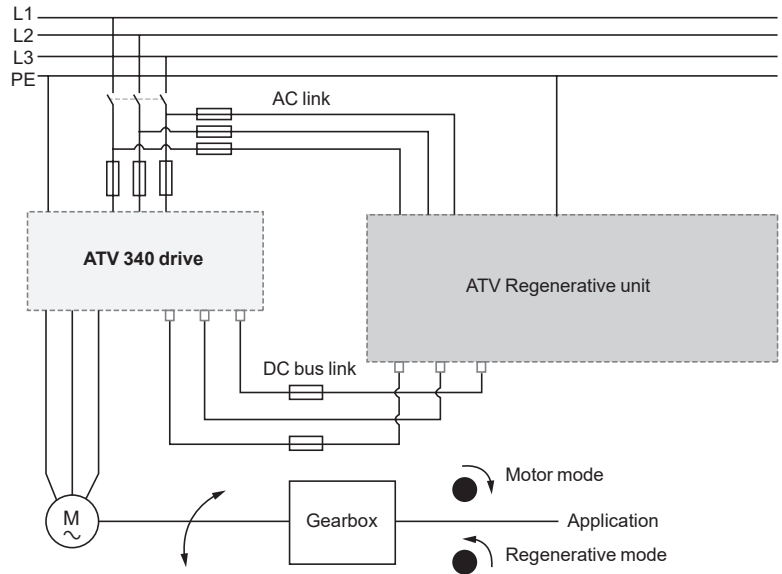 L1
L2
L3
PE
AC link
ATV 340 drive
ATV Regenerative unit
DC bus link
Motor mode
M
Gearbox
Application
Regenerative mode